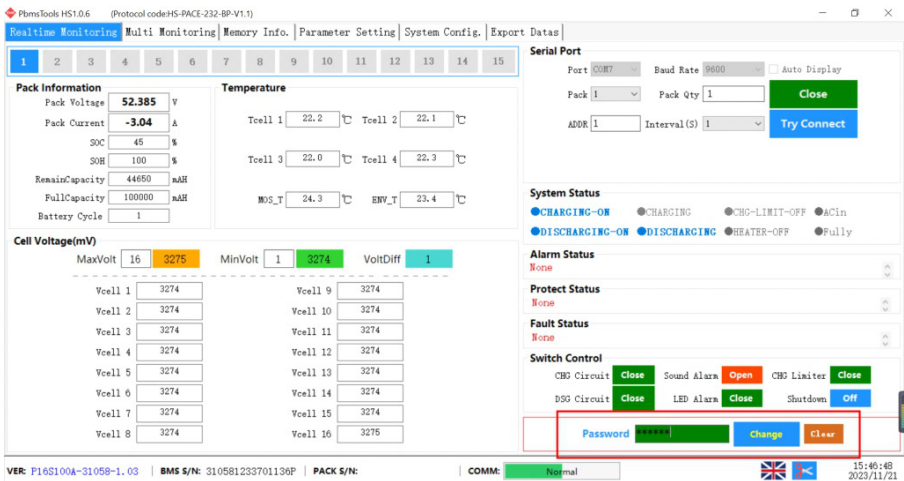 PbmsTools HS1.0.6 (Protocol code:HS-PACE-232-BP-V1.1)
Realtime Monitoring Multi Monitoring Memory Info. Parameter Setting System Config. Export Datas
1 2 3 4 5 6 7 8 9 10 11 12 13 14 15
Pack Information
Pack Voltage 52.385 V
Pack Current -3.04 A
SOC 45 %
SOH 100 %
RemainCapacity 44650 mAH
FullCapacity 100000 mAH
Battery Cycle 1
Temperature
Tcell 1 22.2 ℃ Tcell 2 22.1 ℃
Tcell 3 22.0 ℃ Tcell 4 22.3 ℃
MOS_T 24.3 ℃ ENV_T 23.4 ℃
Cell Voltage(mV)
MaxVolt 16 3275 MinVolt 1 3274 VoltDiff 1
Vcell 1 3274 Vcell 9 3274
Vcell 2 3274 Vcell 10 3274
Vcell 3 3274 Vcell 11 3274
Vcell 4 3274 Vcell 12 3274
Vcell 5 3274 Vcell 13 3274
Vcell 6 3274 Vcell 14 3274
Vcell 7 3274 Vcell 15 3274
Vcell 8 3274 Vcell 16 3275
Serial Port
Port COM7 Baud Rate 9600 Auto Display
Pack 1 Pack Qty 1 Close
ADDR 1 Interval(S) 1 Try Connect
System Status
CHARGING-ON CHARGING CHG-LIMIT-OFF ACin
DISCHARGING-ON DISCHARGING HEATER-OFF Fully
Alarm Status
None
Protect Status
None
Fault Status
None
Switch Control
CHG Circuit Close Sound Alarm Open CHG Limiter Close
DSG Circuit Close LED Alarm Close Shutdown Off
Password ****** Change Clear
VER: P16S100A-31058-1.03 BMS S/N: 310581233701136P PACK S/N: COMM: Normal
15:46:48
2023/11/21